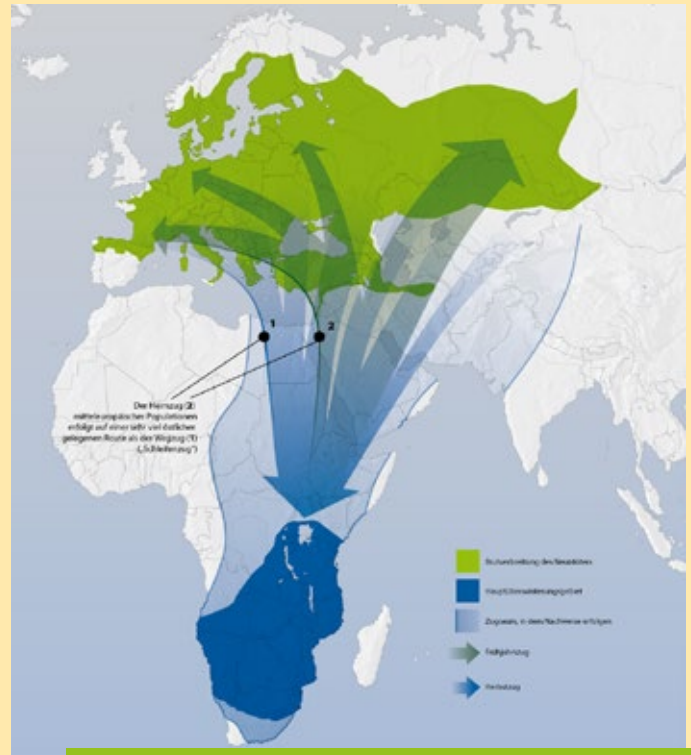 1
2
Der Heimzug (2)
mitteleuropäischer Populationen
erfolgt auf einer sehr viel östlicher
gelegenen Route als der Wegzug (1)
(„Schleifenzug“)
Brutverbreitung des Neuntöters
Hauptüberwinterungsgebiet
Zugraum, in dem Nachweise erfolgen
Frühjahrszug
Herbstzug